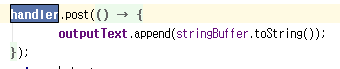 handler.post(() → {
outputText.append(stringBuffer.toString());
});